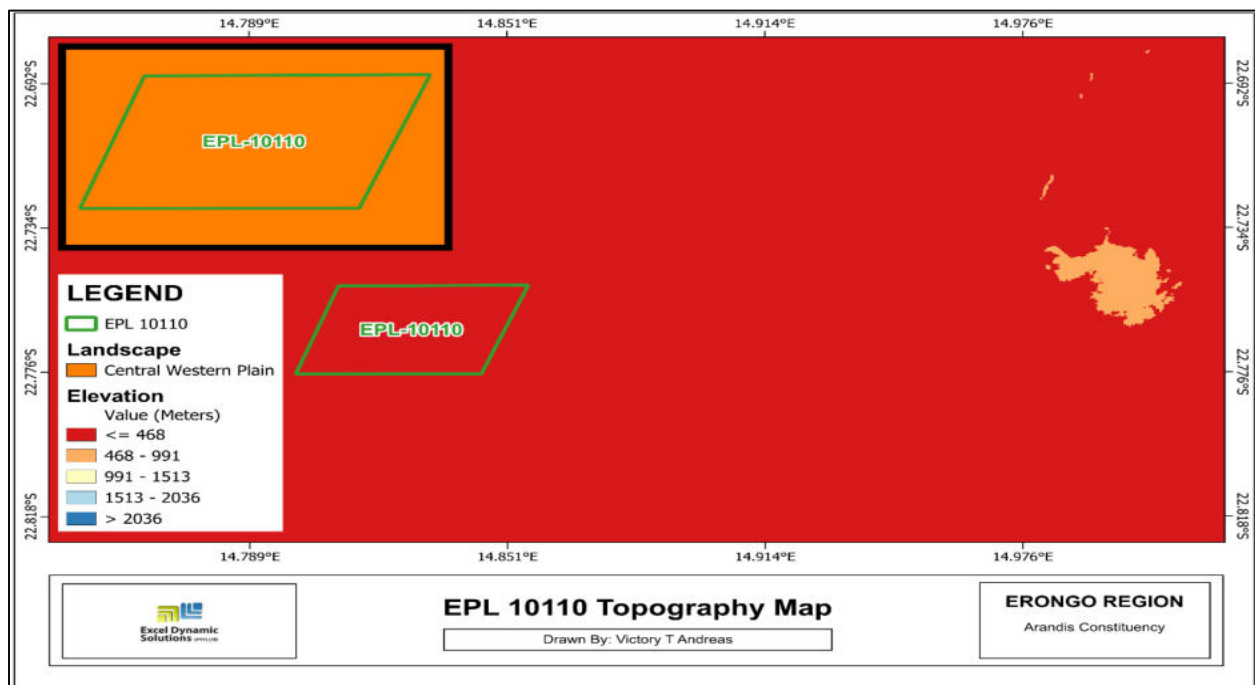 14.789°E 14.851°E 14.914°E 14.976°E
22.692°S
22.692°S
EPL-10110
22.734°S
22.734°S
LEGEND
EPL 10110
Landscape
Central Western Plain
Elevation
Value (Meters)
<= 468
468 - 991
991 - 1513
1513 - 2036
> 2036
EPL-10110
22.776°S
22.776°S
22.818°S
22.818°S
14.789°E 14.851°E 14.914°E 14.976°E
Excel Dynamic
Solutions
EPL 10110 Topography Map
Drawn By: Victory T Andreas
ERONGO REGION
Arandis Constituency